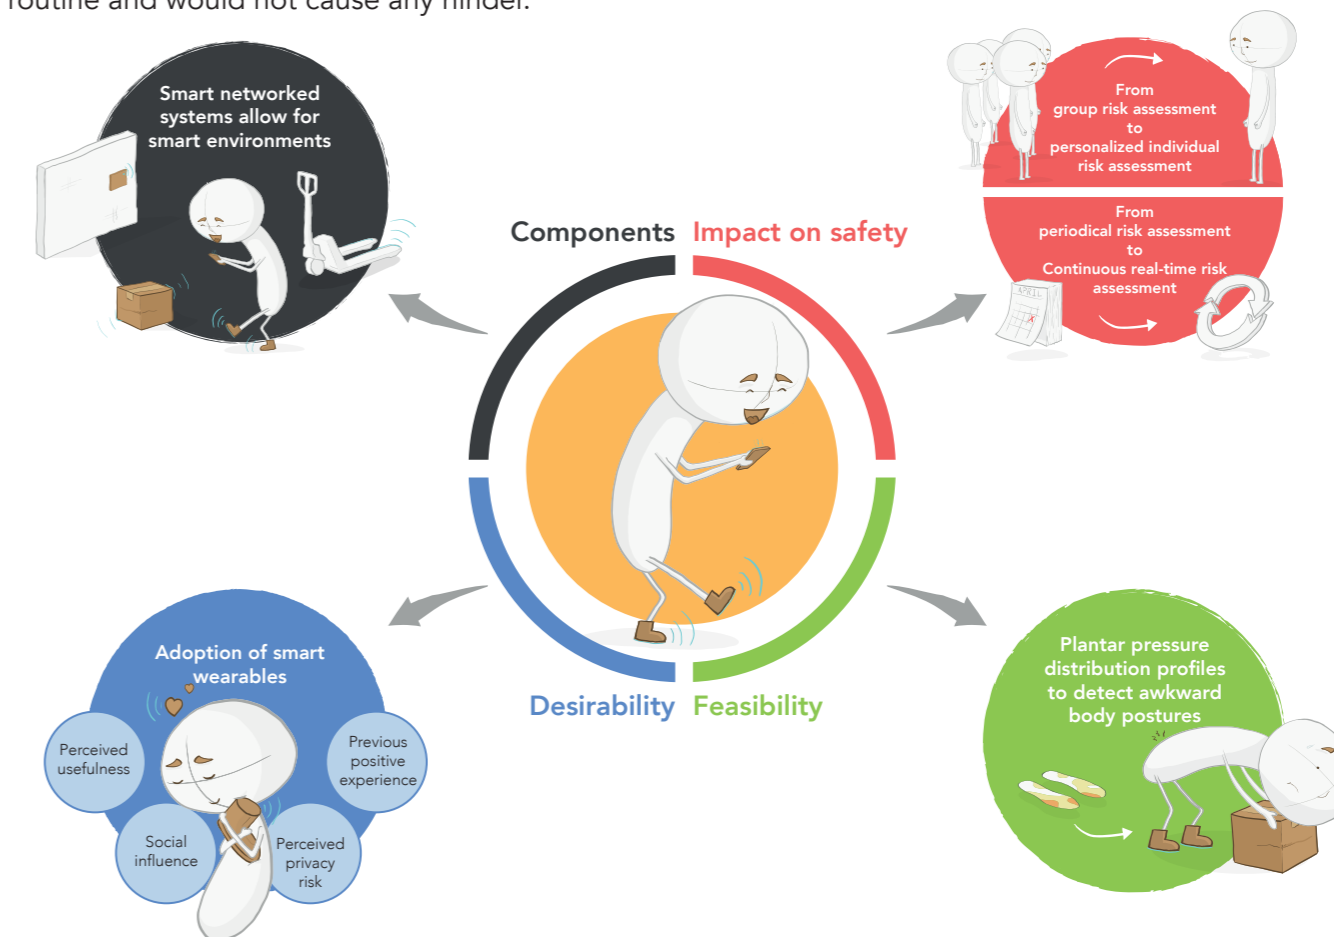 routine and would not cause any hinder.
Smart networked
systems allow for
smart environments
From
group risk assessment
to
personalized individual
risk assessment
From
periodical risk assessment
to
Continuous real-time risk
assessment
APRIL
Components
Impact on safety
Desirability
Feasibility
Adoption of smart
wearables
Perceived
usefulness
Previous
positive
experience
Social
influence
Perceived
privacy
risk
Plantar pressure
distribution profiles
to detect awkward
body postures